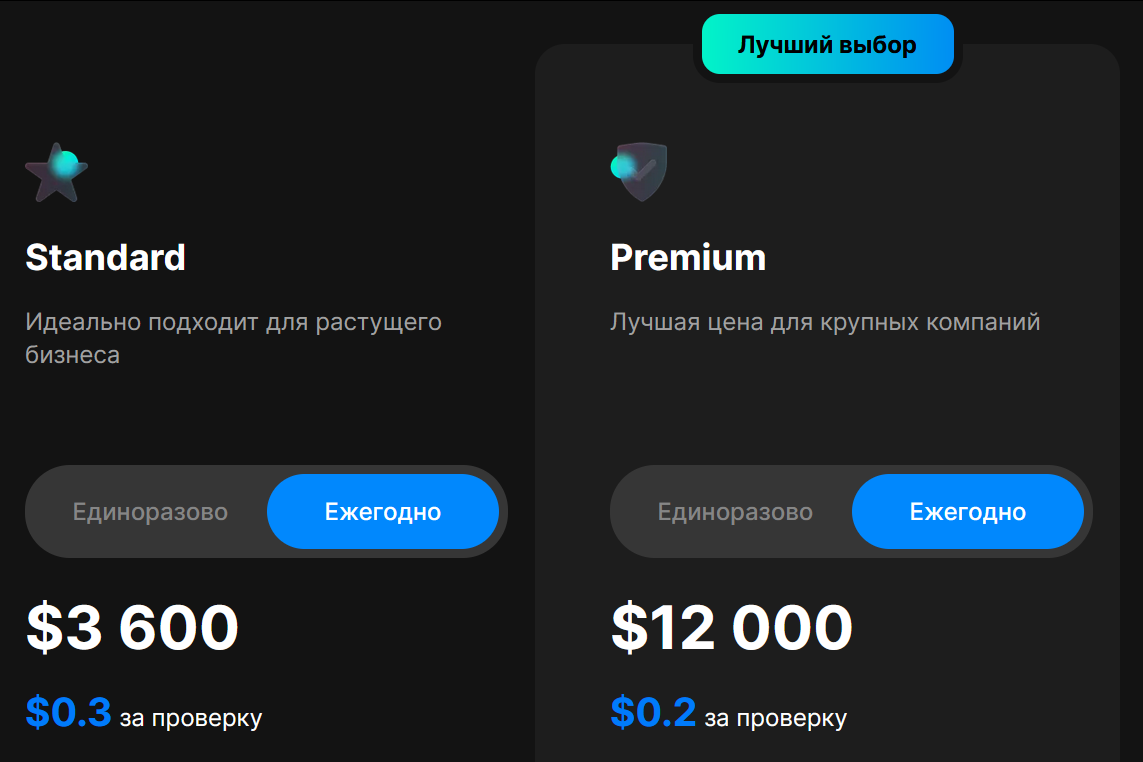 Лучший выбор
Standard
Идеально подходит для растущего
бизнеса
Единоразово Ежегодно
$3 600
$0.3 за проверку
Premium
Лучшая цена для крупных компаний
Единоразово Ежегодно
$12 000
$0.2 за проверку